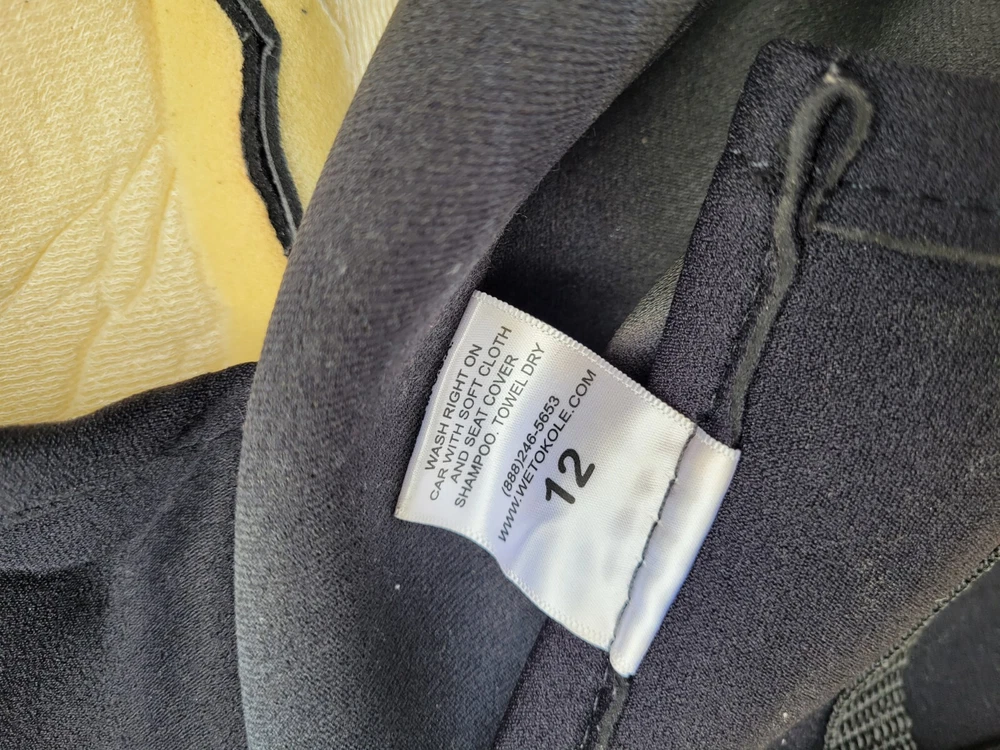 WASH RIGHT ON
CAR WITH SOFT CLOTH
AND SEAT COVER
SHAMPOO. TOWEL DRY
(888)246-5653
www.WETOKOLE.COM
12